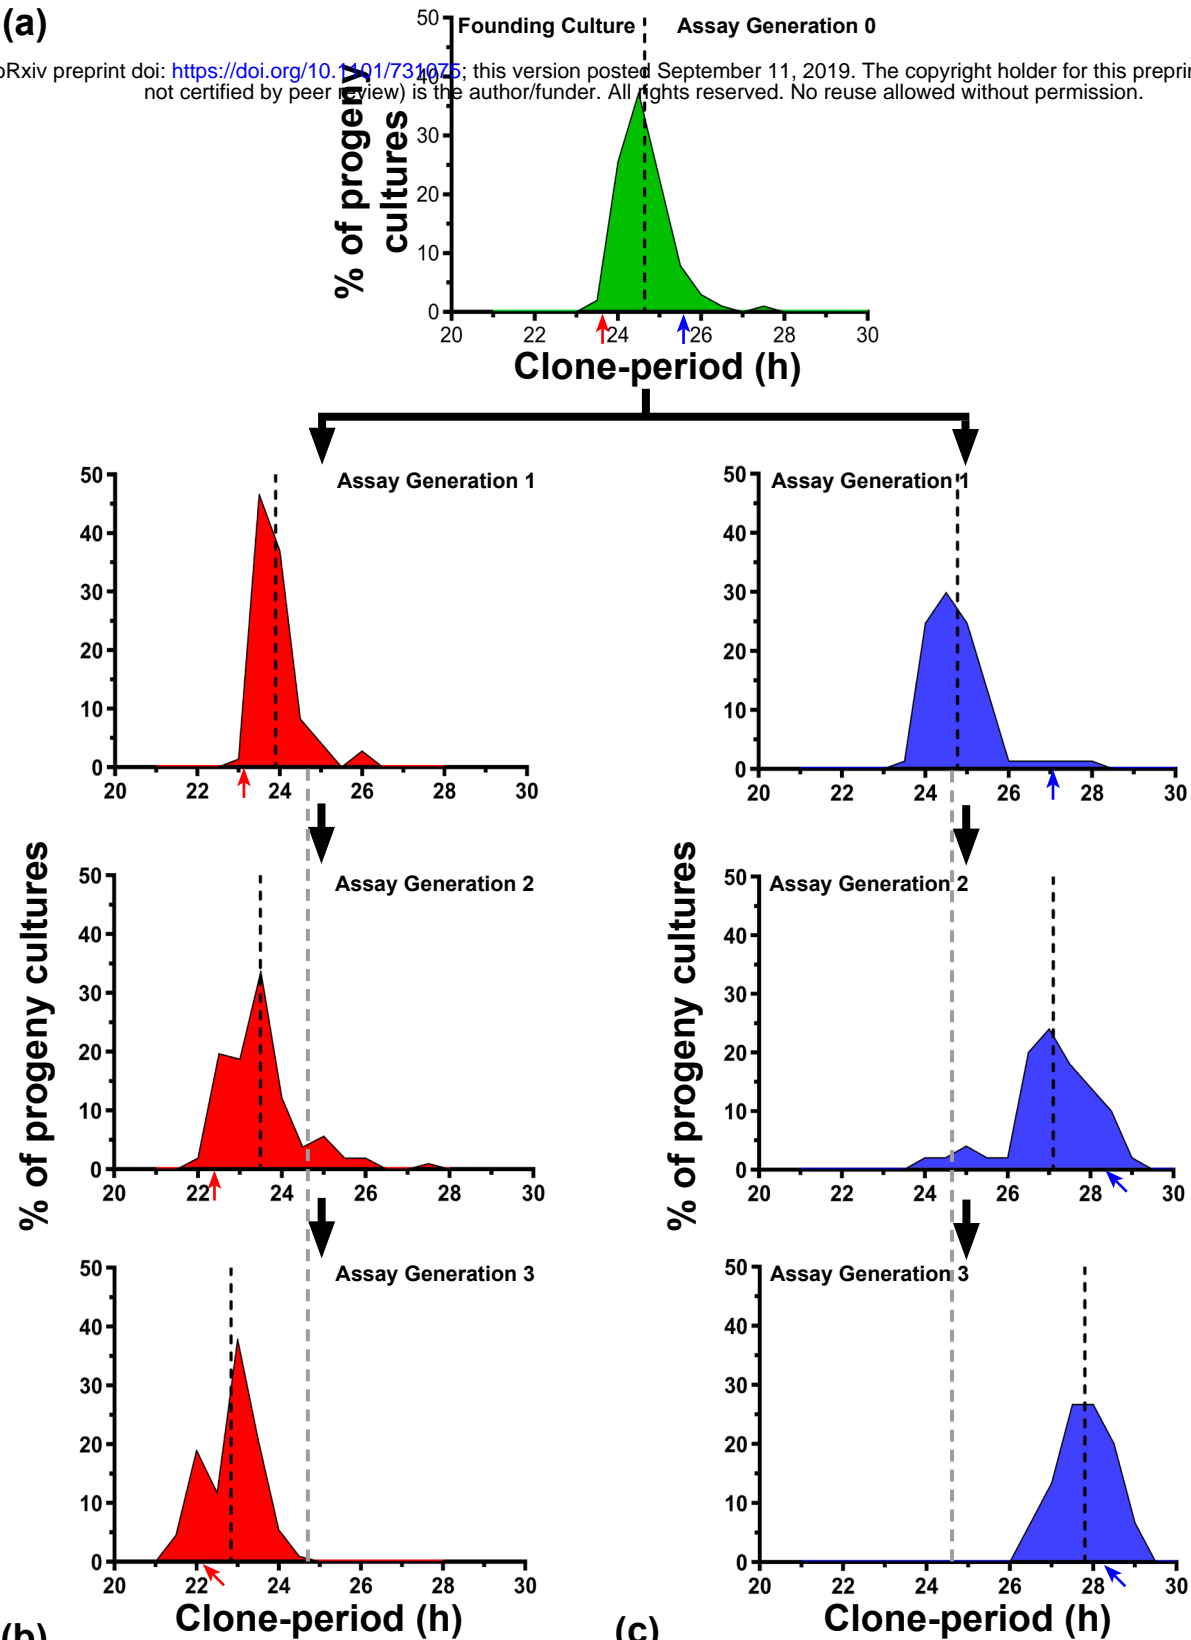 (a)
Founding Culture
Assay Generation 0
oRxiv preprint doi: https://doi.org/10.1101/731075; this version posted September 11, 2019. The copyright holder for this preprin
not certified by peer review) is the author/funder. All rights reserved. No reuse allowed without permission.
% of progeny
cultures
50
40
30
20
10
0
20 22 24 26 28 30
Clone-period (h)
Assay Generation 1
50
40
30
20
10
0
20 22 24 26 28 30
Assay Generation 1
50
40
30
20
10
0
20 22 24 26 28 30
% of progeny cultures
Assay Generation 2
50
40
30
20
10
0
20 22 24 26 28 30
% of progeny cultures
Assay Generation 2
50
40
30
20
10
0
20 22 24 26 28 30
Assay Generation 3
50
40
30
20
10
0
20 22 24 26 28 30
Clone-period (h)
Assay Generation 3
50
40
30
20
10
0
20 22 24 26 28 30
Clone-period (h)
(b)
(c)